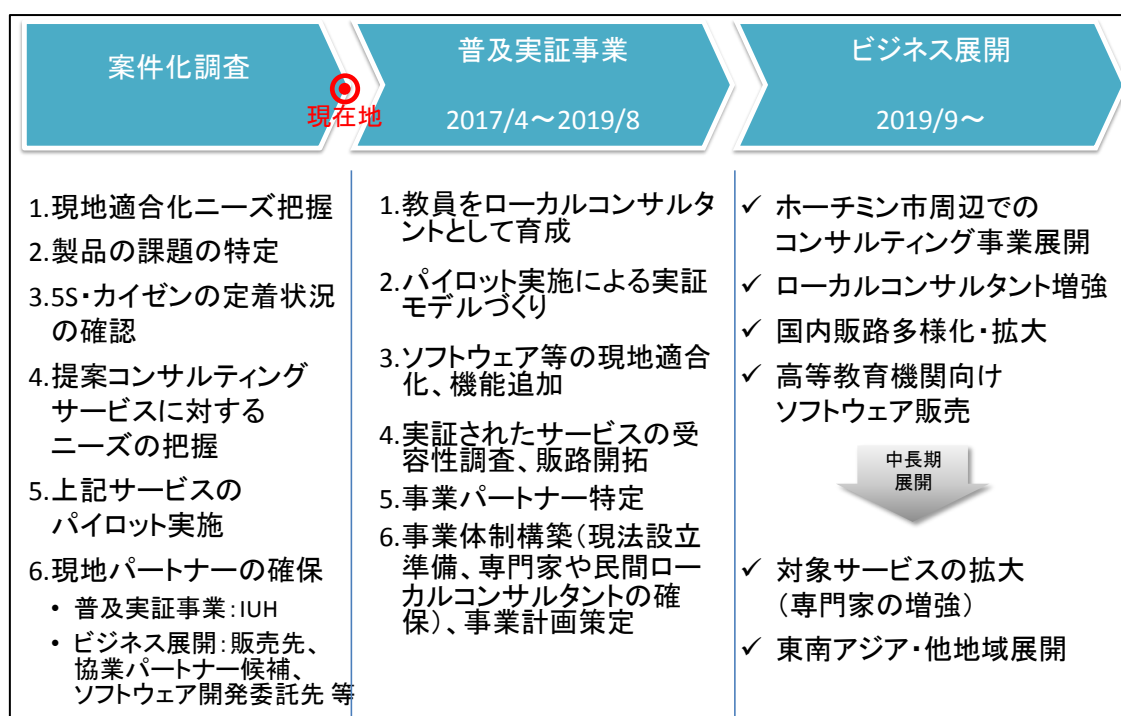 案件化調査
現在地
普及実証事業
2017/4～2019/8
ビジネス展開
2019/9～
1.現地適合化ニーズ把握
2.製品の課題の特定
3.5S・カイゼンの定着状況
の確認
4.提案コンサルティング
サービスに対する
ニーズの把握
5.上記サービスの
パイロット実施
6.現地パートナーの確保
• 普及実証事業：IUH
• ビジネス展開：販売先、
協業パートナー候補、
ソフトウェア開発委託先 等
1.教員をローカルコンサルタ
ントとして育成
2.パイロット実施による実証
モデルづくり
3.ソフトウェア等の現地適合
化、機能追加
4.実証されたサービスの受
容性調査、販路開拓
5.事業パートナー特定
6.事業体制構築（現法設立
準備、専門家や民間ロー
カルコンサルタントの確
保）、事業計画策定
✓ ホーチミン市周辺での
コンサルティング事業展開
✓ ローカルコンサルタント増強
✓ 国内販路多様化・拡大
✓ 高等教育機関向け
ソフトウェア販売
中長期
展開
✓ 対象サービスの拡大
（専門家の増強）
✓ 東南アジア・他地域展開